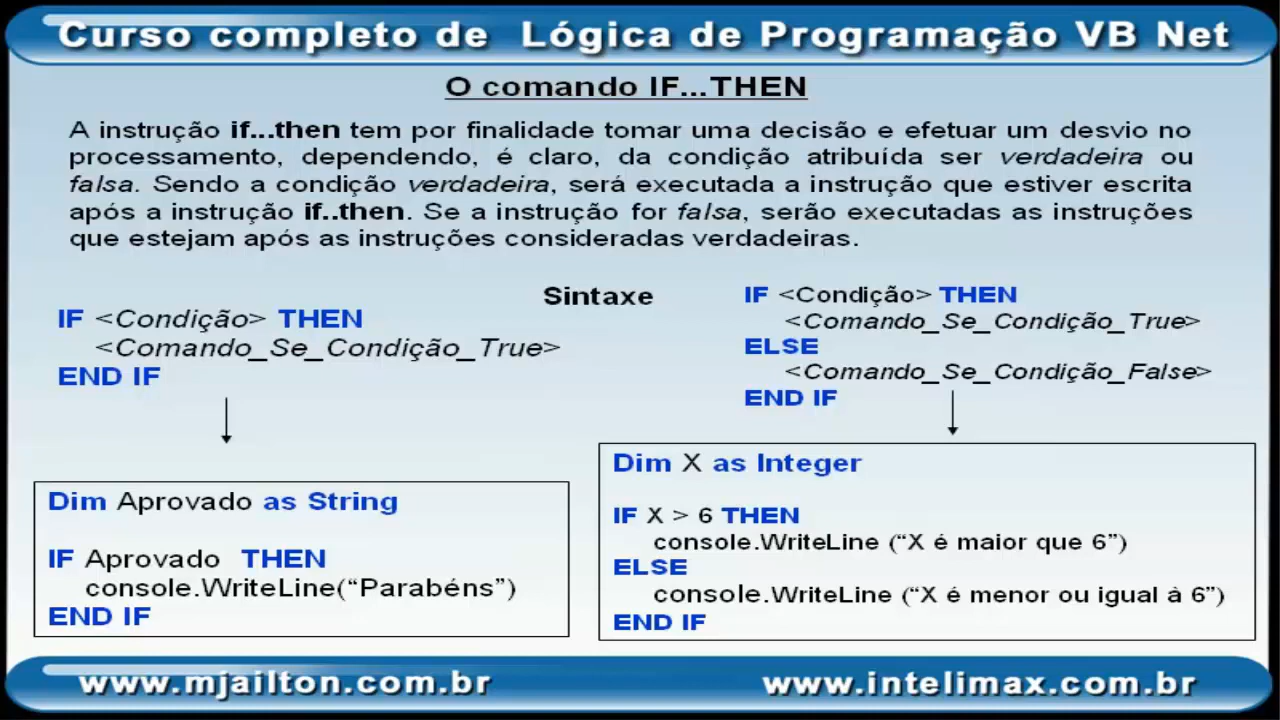 Curso completo de Lógica de Programação VB Net
O comando IF...THEN
A instrução if...then tem por finalidade tomar uma decisão e efetuar um desvio no
processamento, dependendo, é claro, da condição atribuída ser verdadeira ou
falsa. Sendo a condição verdadeira, será executada a instrução que estiver escrita
após a instrução if..then. Se a instrução for falsa, serão executadas as instruções
que estejam após as instruções consideradas verdadeiras.
Sintaxe
IF <Condição> THEN
<Comando_Se_Condição_True>
END IF
Dim Aprovado as String
IF Aprovado THEN
console.WriteLine(“Parabéns”)
END IF
IF <Condição> THEN
<Comando_Se_Condição_True>
ELSE
<Comando_Se_Condição_False>
END IF
Dim X as Integer
IF X > 6 THEN
console.WriteLine (“X é maior que 6”)
ELSE
console.WriteLine (“X é menor ou igual à 6”)
END IF
www.mjailton.com.br
www.intelimax.com.br